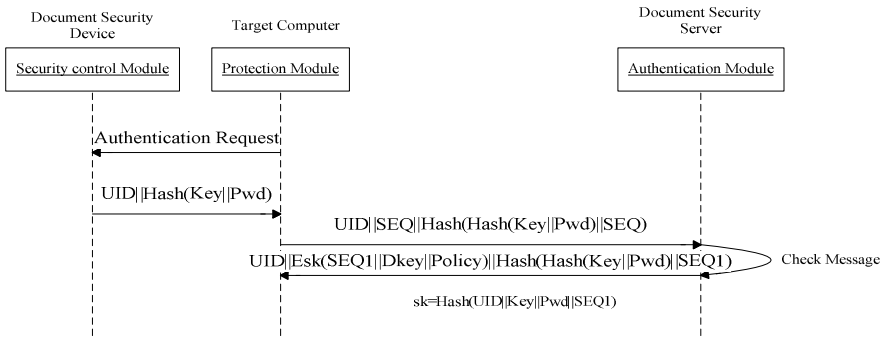 Document Security
Device
Target Computer
Document Security
Server
Security control Module
Protection Module
Authentication Module
Authentication Request
UID||Hash(Key||Pwd)
UID||SEQ||Hash(Hash(Key||Pwd)||SEQ)
UID||Esk(SEQ1||Dkey||Policy)||Hash(Hash(Key||Pwd)||SEQ1)
Check Message
sk=Hash(UID||Key||Pwd||SEQ1)